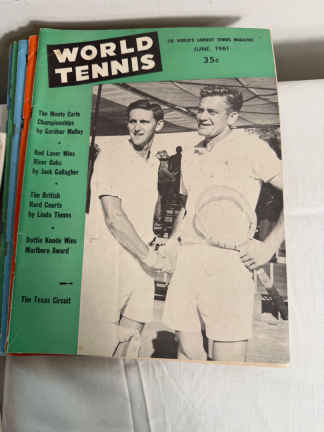 THE WORLD'S LARGEST TENNIS MAGAZINE
WORLD
TENNIS
JUNE, 1961
35c
The Monte Carlo
Championships
by Gardnar Mulloy
Rod Laver Wins
River Oaks
by Jack Gallagher
The British
Hard Courts
by Linda Timms
Dottie Knode Wins
Marlboro Award
The Texas Circuit